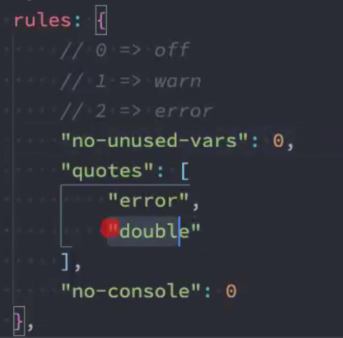 rules: {
// 0 => off
// 1 => warn
// 2 => error
"no-unused-vars": 0,
"quotes": [
"error",
"double"
],
"no-console": 0
},